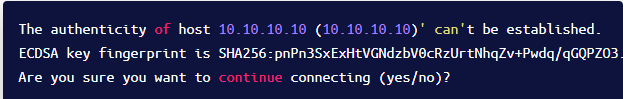 The authenticity of host 10.10.10.10 (10.10.10.10)' can't be established.
ECDSA key fingerprint is SHA256:pnPn3SxExHtVGNdzbV0cRzUrtNhqZv+Pwdq/qGQPZO3.
Are you sure you want to continue connecting (yes/no)?